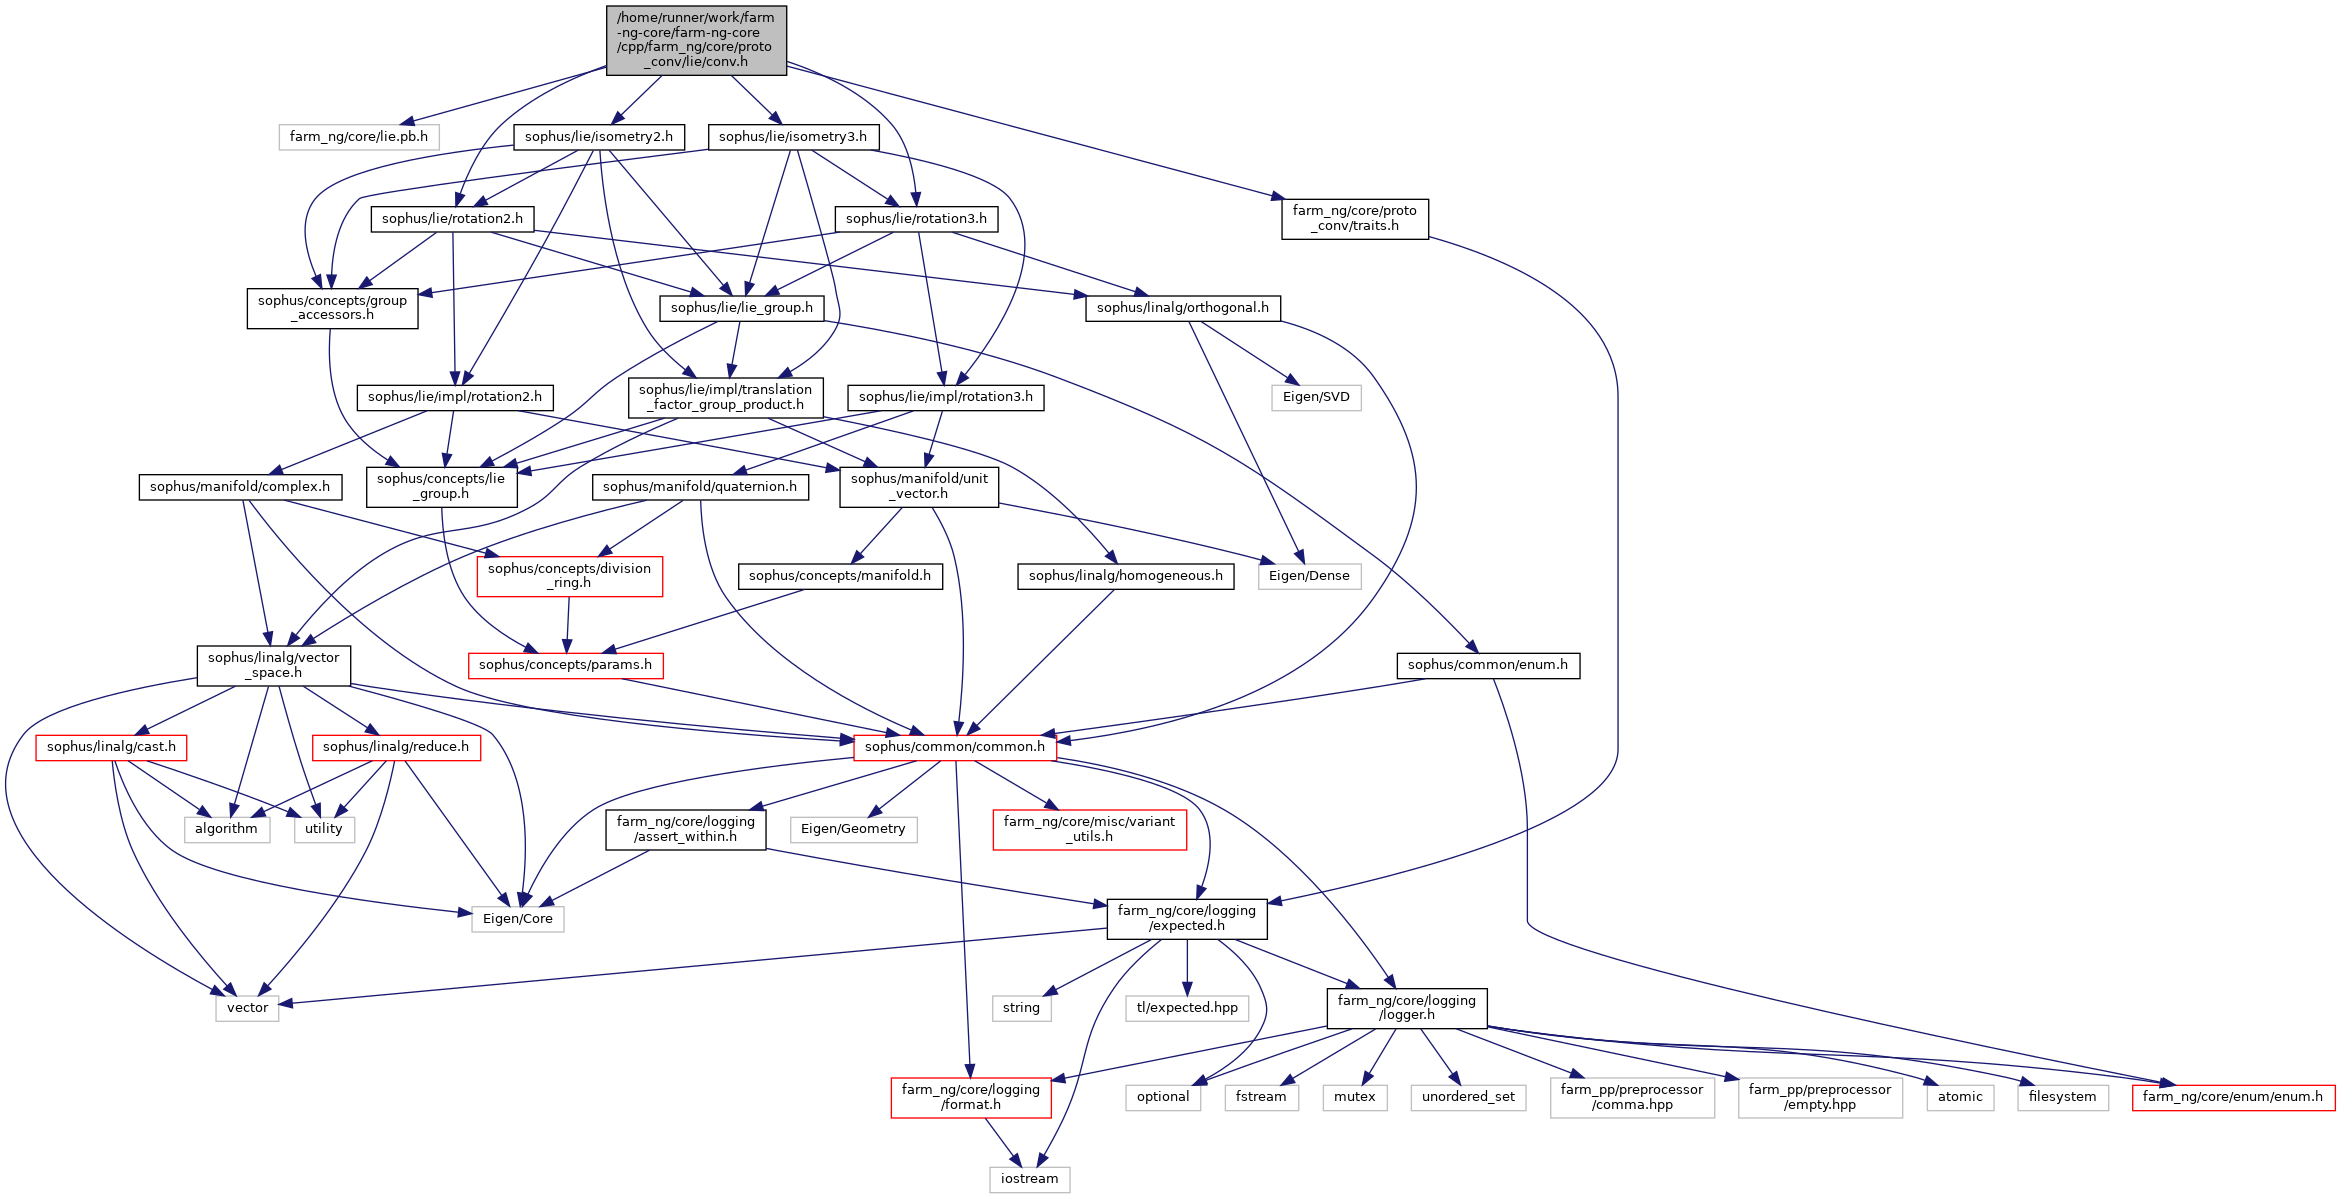 /home/runner/work/farm
-ng-core/farm-ng-core
/cpp/farm_ng/core/proto
_conv/lie/conv.h
farm_ng/core/lie.pb.h
sophus/lie/isometry2.h
sophus/lie/isometry3.h
sophus/lie/rotation2.h
sophus/lie/rotation3.h
farm_ng/core/proto
_conv/traits.h
sophus/concepts/group
_accessors.h
sophus/lie/lie_group.h
sophus/linalg/orthogonal.h
sophus/lie/impl/rotation2.h
sophus/lie/impl/translation
_factor_group_product.h
sophus/lie/impl/rotation3.h
Eigen/SVD
sophus/manifold/complex.h
sophus/concepts/lie
_group.h
sophus/manifold/quaternion.h
sophus/manifold/unit
_vector.h
sophus/concepts/division
_ring.h
sophus/concepts/manifold.h
sophus/linalg/homogeneous.h
Eigen/Dense
sophus/linalg/vector
_space.h
sophus/concepts/params.h
sophus/common/enum.h
sophus/linalg/cast.h
sophus/linalg/reduce.h
sophus/common/common.h
algorithm
utility
farm_ng/core/logging
/assert_within.h
Eigen/Geometry
farm_ng/core/misc/variant
_utils.h
Eigen/Core
farm_ng/core/logging
/expected.h
vector
string
tl/expected.hpp
farm_ng/core/logging
/logger.h
farm_ng/core/logging
/format.h
optional
fstream
mutex
unordered_set
farm_pp/preprocessor
/comma.hpp
farm_pp/preprocessor
/empty.hpp
atomic
filesystem
farm_ng/core/enum/enum.h
iostream